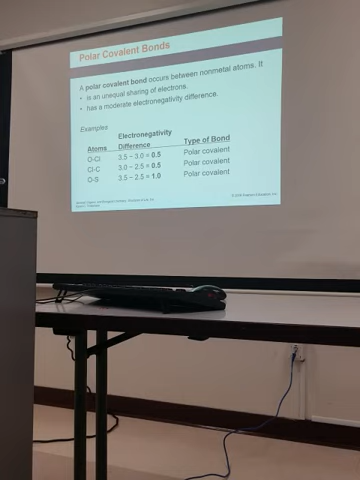 Polar Covalent Bonds
A polar covalent bond occurs between nonmetal atoms. It
• is an unequal sharing of electrons.
• has a moderate electronegativity difference.
Examples
Electronegativity
Atoms Difference Type of Bond
O-Cl 3.5 – 3.0 = 0.5 Polar covalent
Cl-C 3.0 – 2.5 = 0.5 Polar covalent
O-S 3.5 – 2.5 = 1.0 Polar covalent